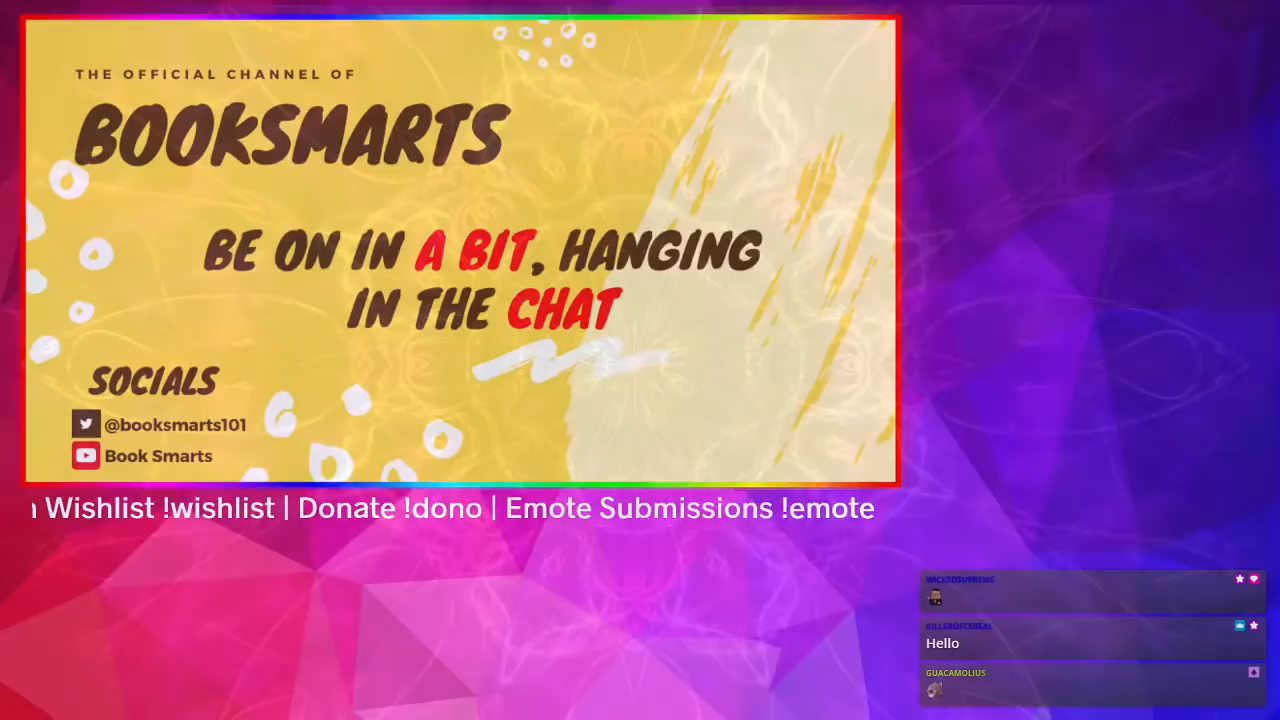 THE OFFICIAL CHANNEL OF
BOOKSMARTS
BE ON IN A BIT, HANGING
IN THE CHAT
SOCIALS
@booksmarts101
Book Smarts
Wishlist !wishlist | Donate !dono | Emote Submissions !emote
WICKEDSUPREME
KILLEROFCEREAL
Hello
GUACAMOLIUS